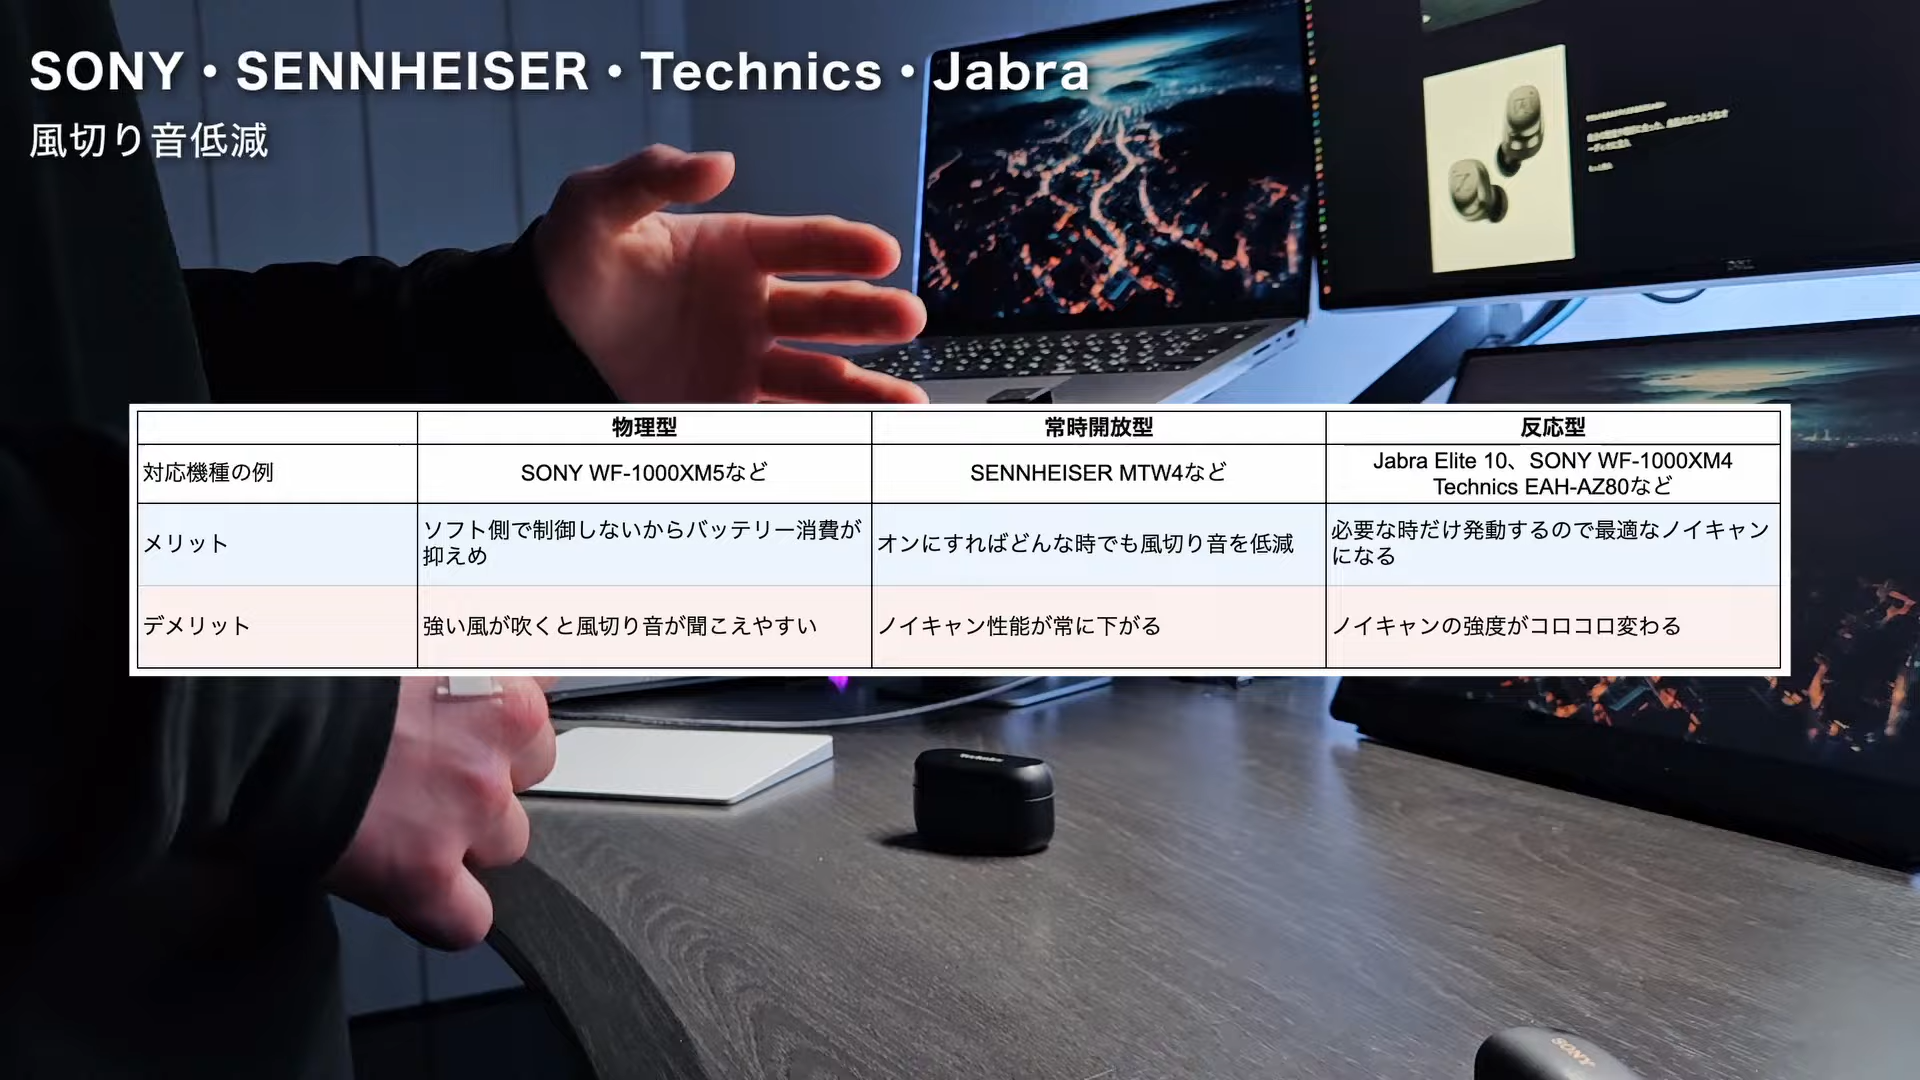 SONY・SENNHEISER・Technics・Jabra
風切り音低減
物理型
常時開放型
反応型
対応機種の例
SONY WF-1000XM5など
SENNHEISER MTW4など
Jabra Elite 10、SONY WF-1000XM4
Technics EAH-AZ80など
メリット
ソフト側で制御しないからバッテリー消費が
抑えめ
オンにすればどんな時でも風切り音を低減
必要な時だけ発動するので最適なノイキャン
になる
デメリット
強い風が吹くと風切り音が聞こえやすい
ノイキャン性能が常に下がる
ノイキャンの強度がコロコロ変わる
DELL
Technics
SONY